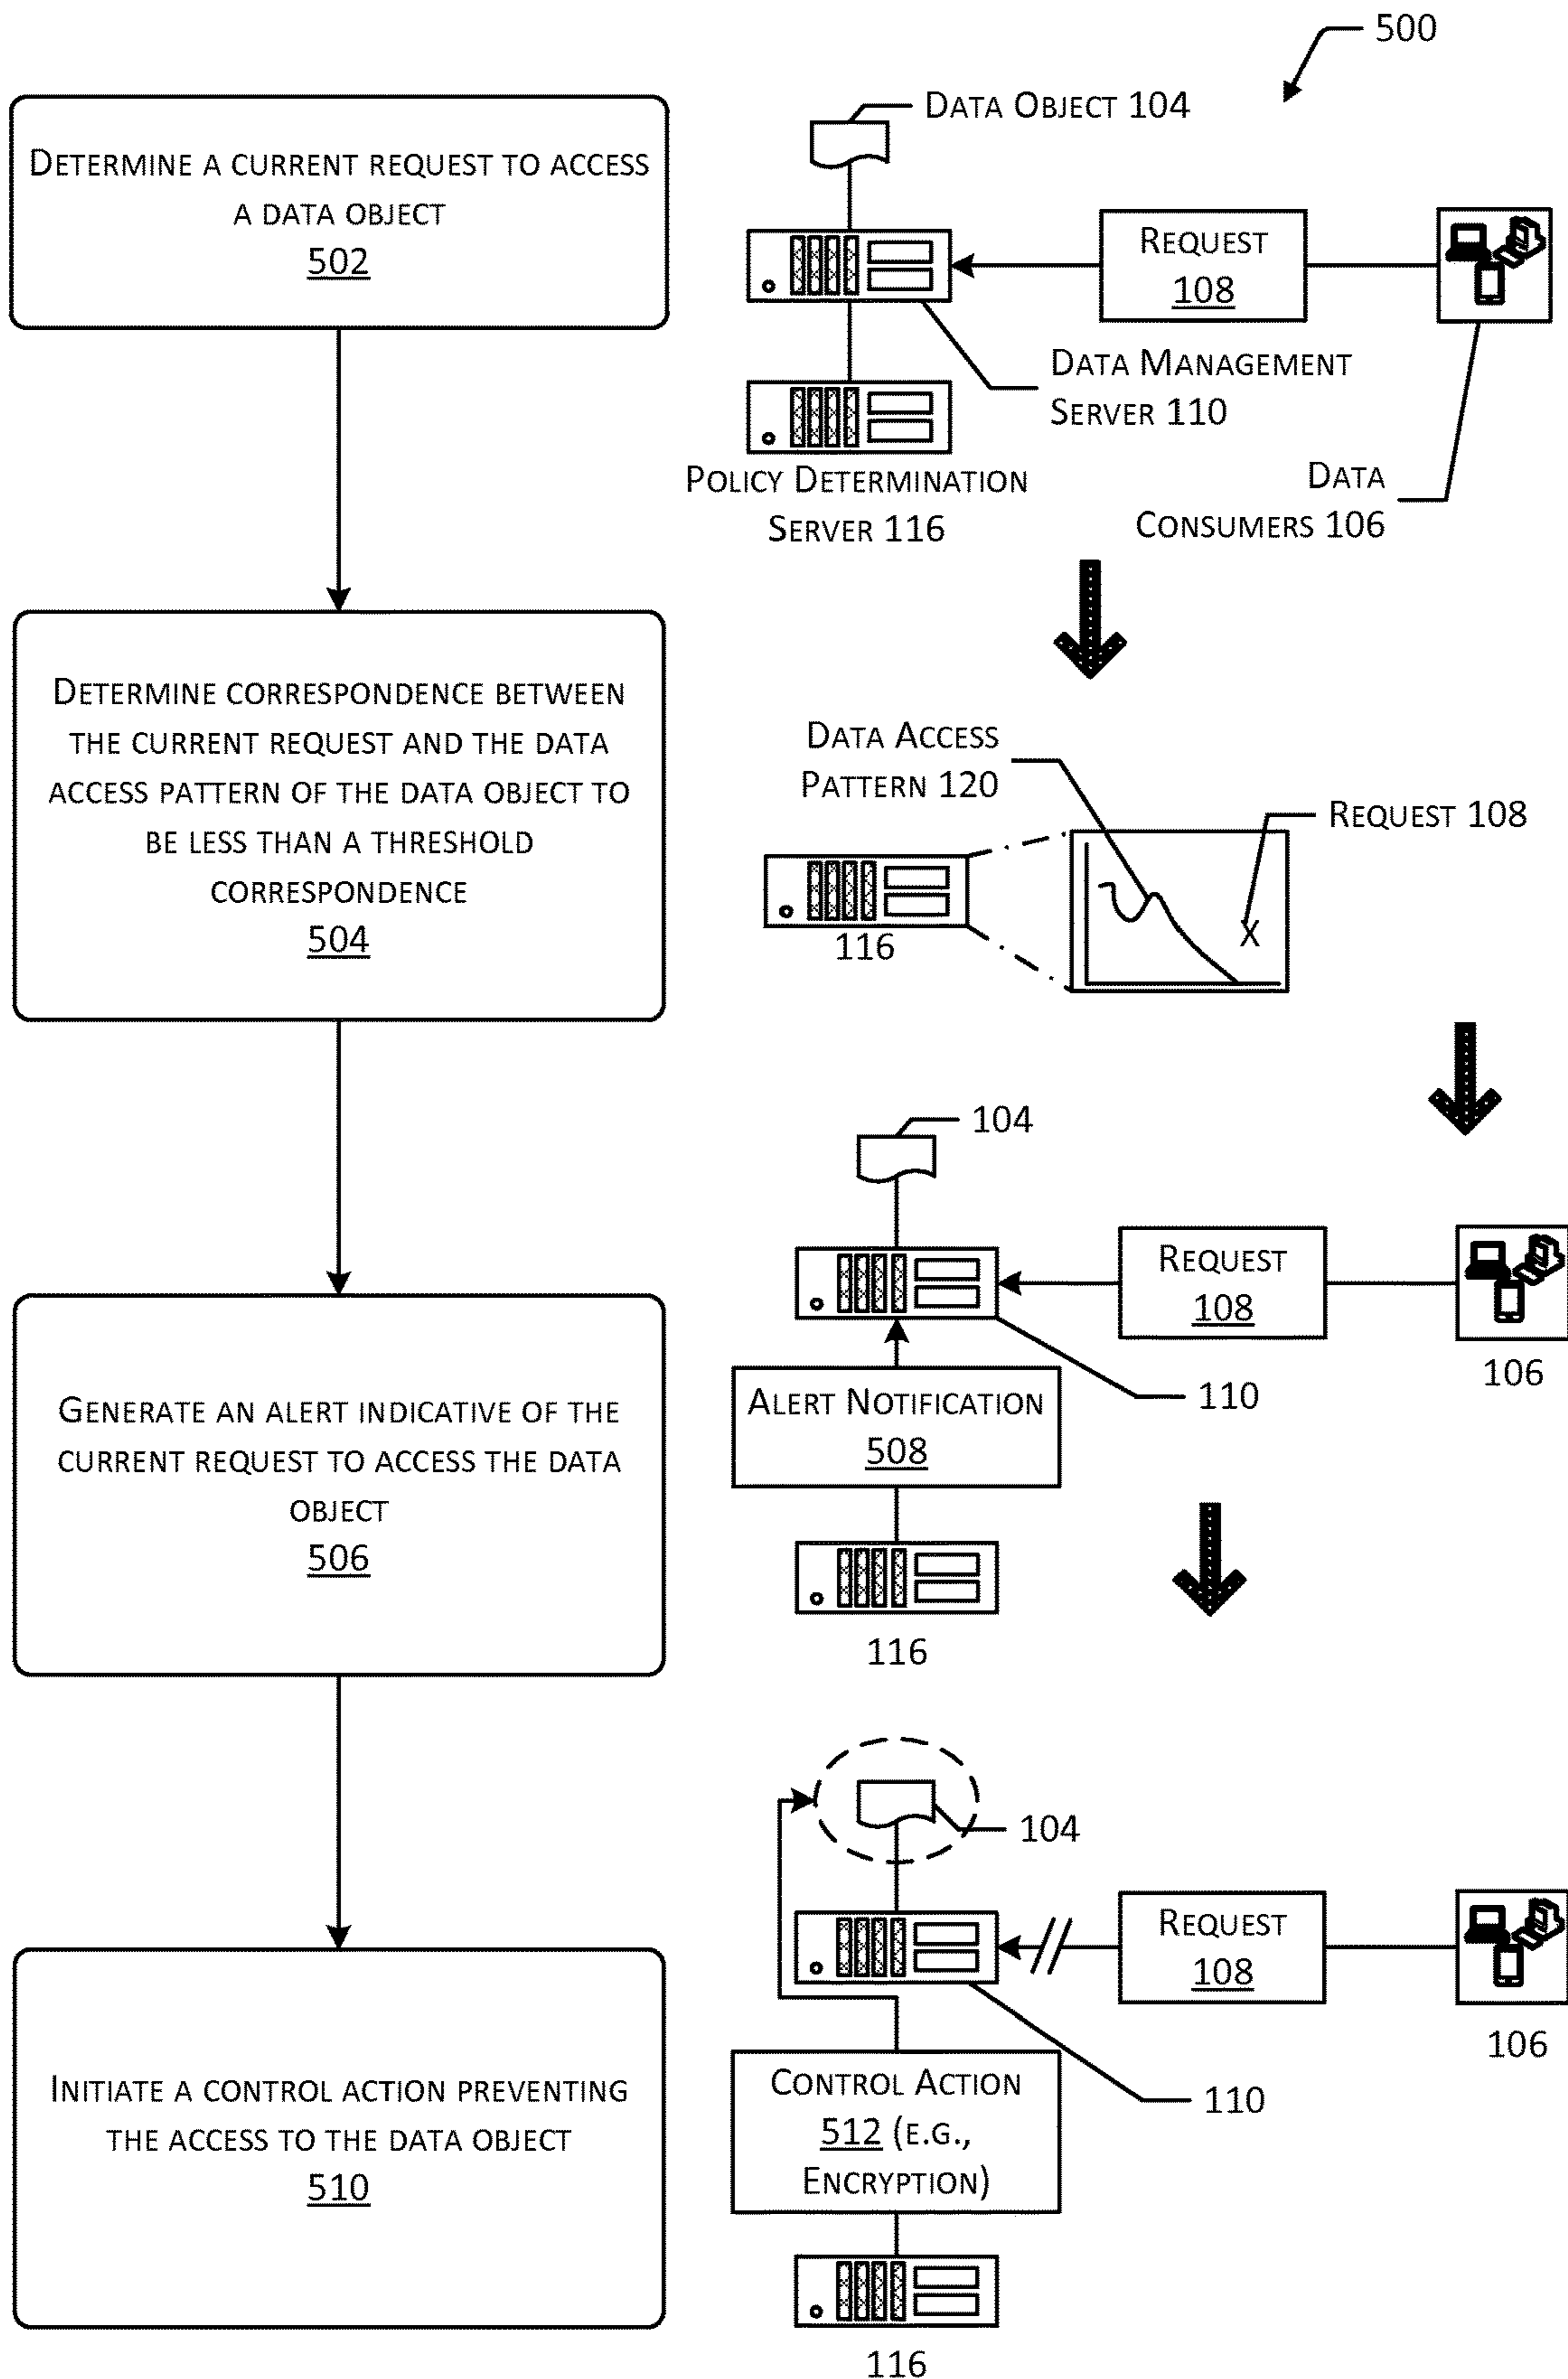 500
DETERMINE A CURRENT REQUEST TO ACCESS
A DATA OBJECT
502
DATA OBJECT 104
REQUEST
108
DATA MANAGEMENT
SERVER 110
POLICY DETERMINATION
SERVER 116
DATA
CONSUMERS 106
DETERMINE CORRESPONDENCE BETWEEN
THE CURRENT REQUEST AND THE DATA
ACCESS PATTERN OF THE DATA OBJECT TO
BE LESS THAN A THRESHOLD
CORRESPONDENCE
504
DATA ACCESS
PATTERN 120
REQUEST 108
X
116
GENERATE AN ALERT INDICATIVE OF THE
CURRENT REQUEST TO ACCESS THE DATA
OBJECT
506
104
REQUEST
108
106
110
ALERT NOTIFICATION
508
116
INITIATE A CONTROL ACTION PREVENTING
THE ACCESS TO THE DATA OBJECT
510
104
REQUEST
108
106
110
CONTROL ACTION
512 (E.G.,
ENCRYPTION)
116